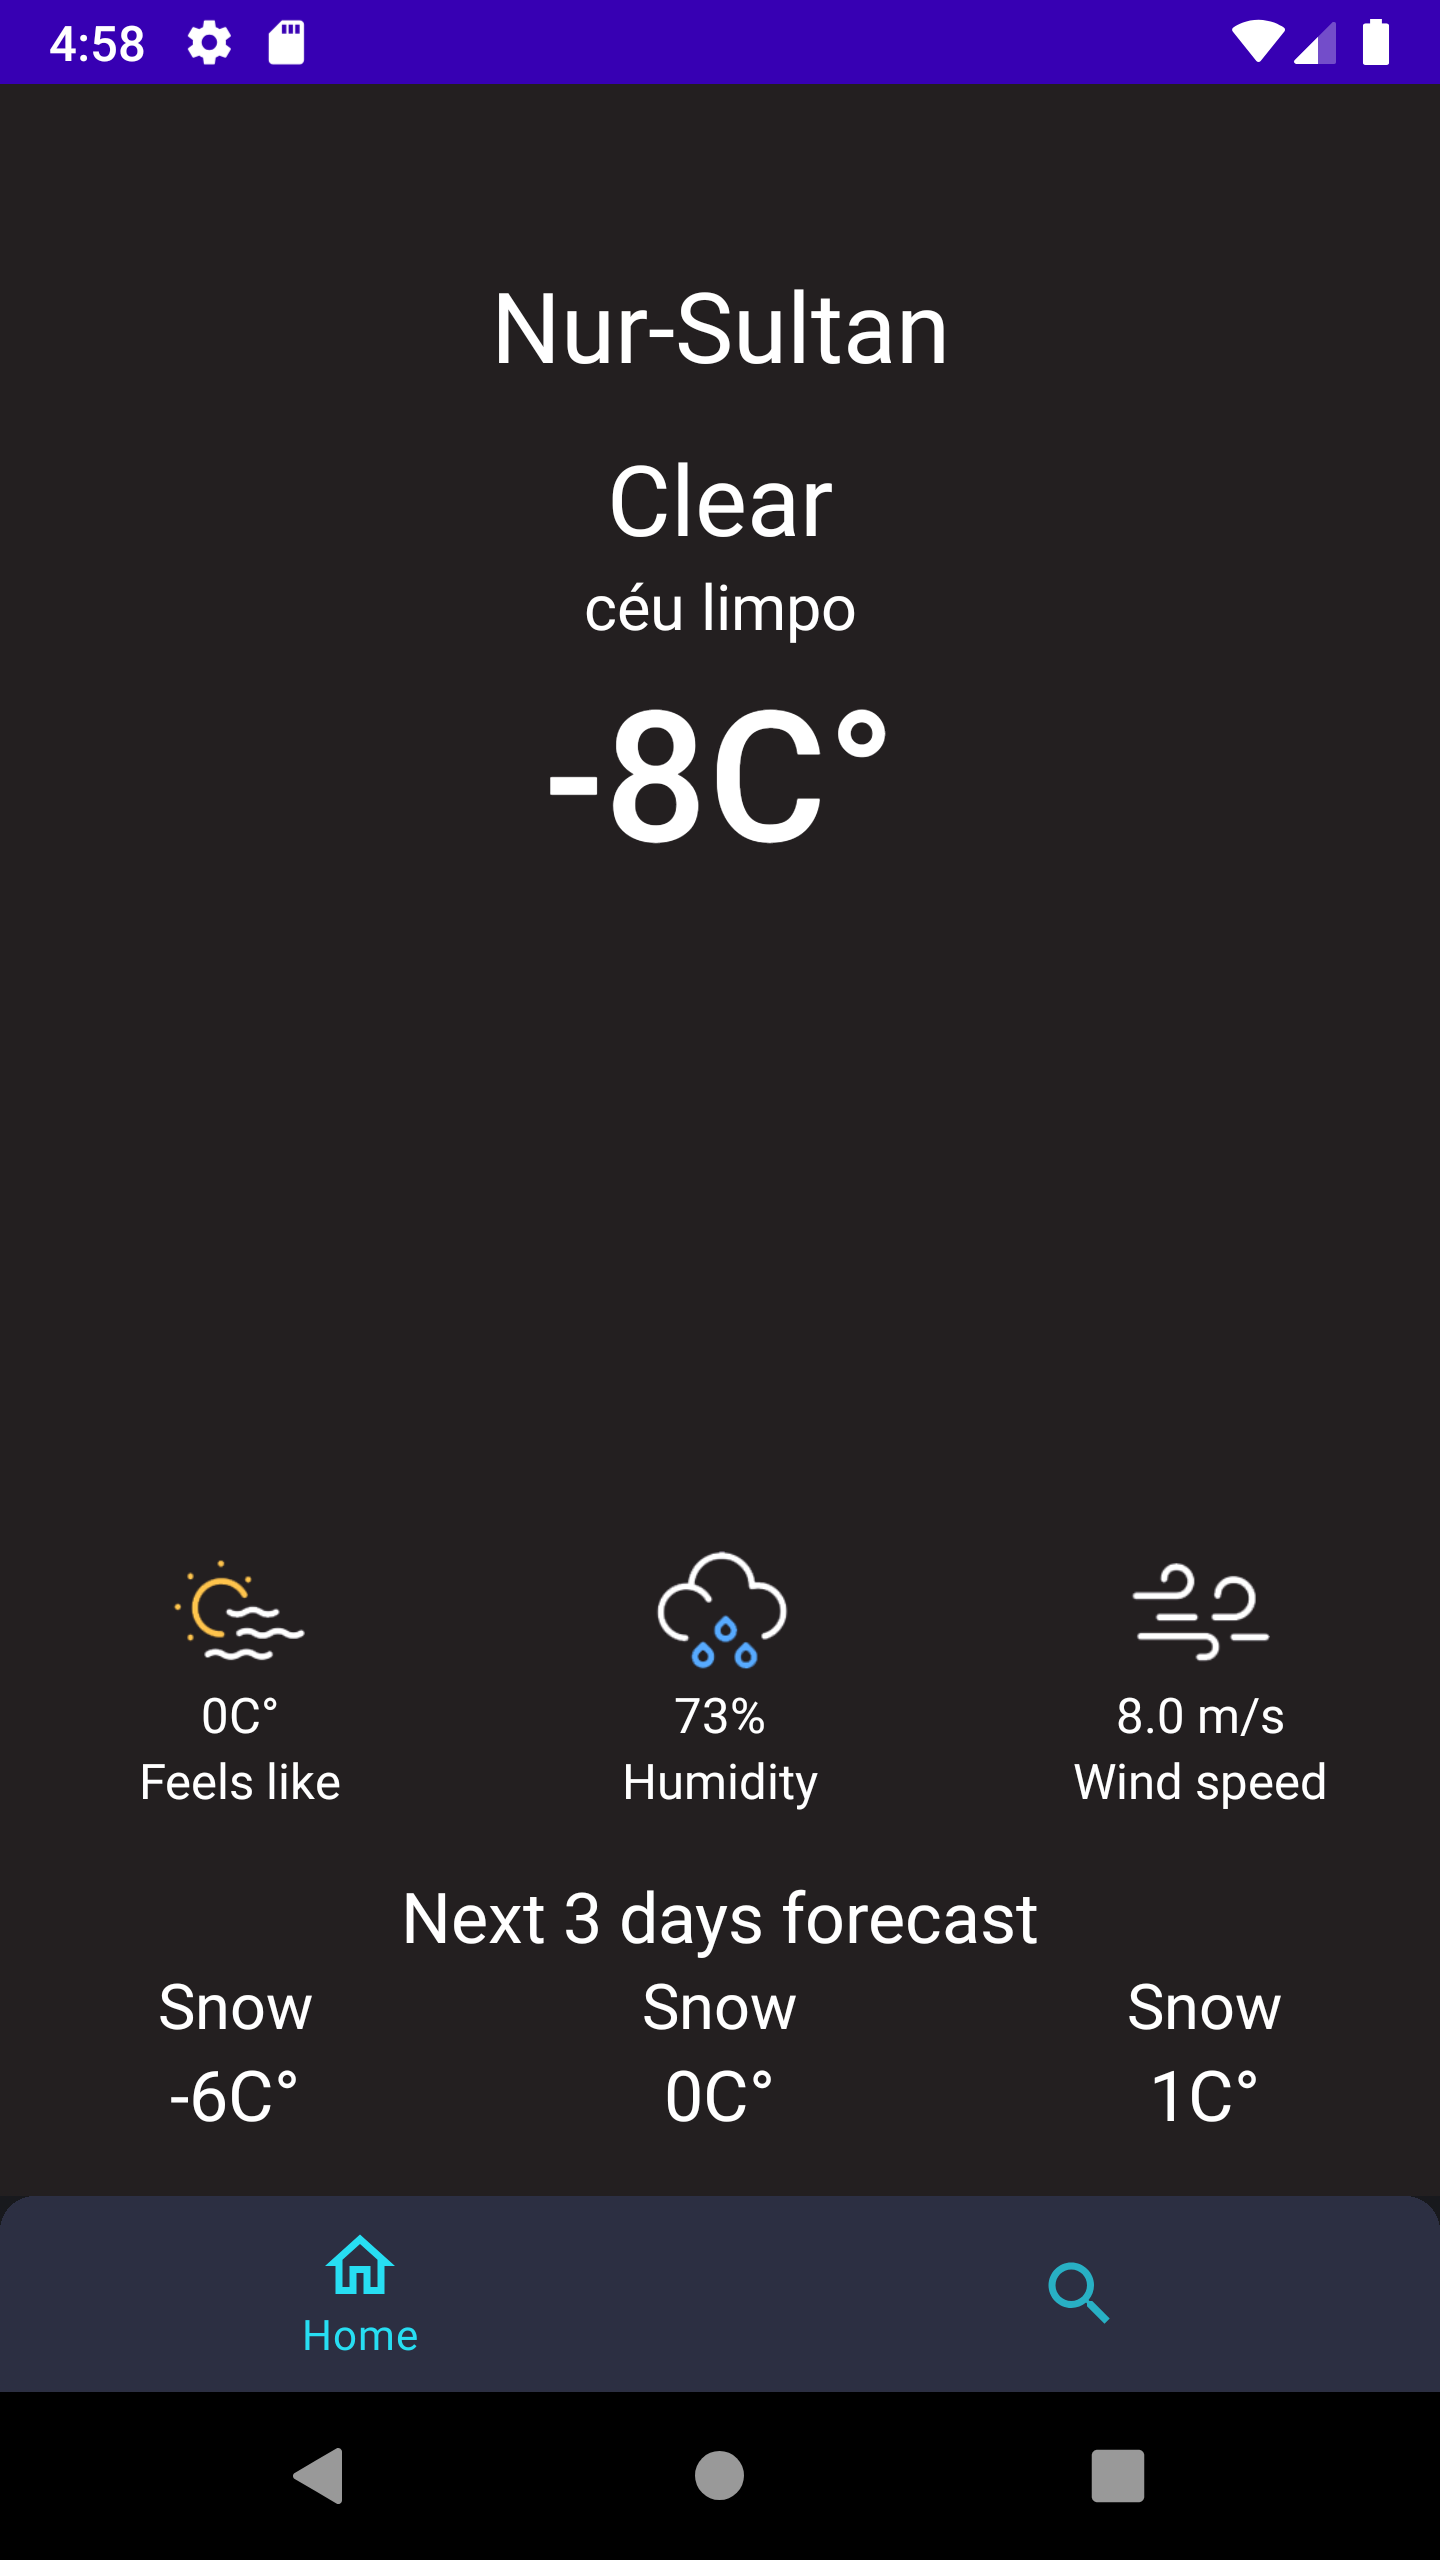 4:58
Nur-Sultan
Clear
céu limpo
-8C°
0C° 73% 8.0 m/s
Feels like Humidity Wind speed
Next 3 days forecast
Snow Snow Snow
-6C° 0C° 1C°
Home